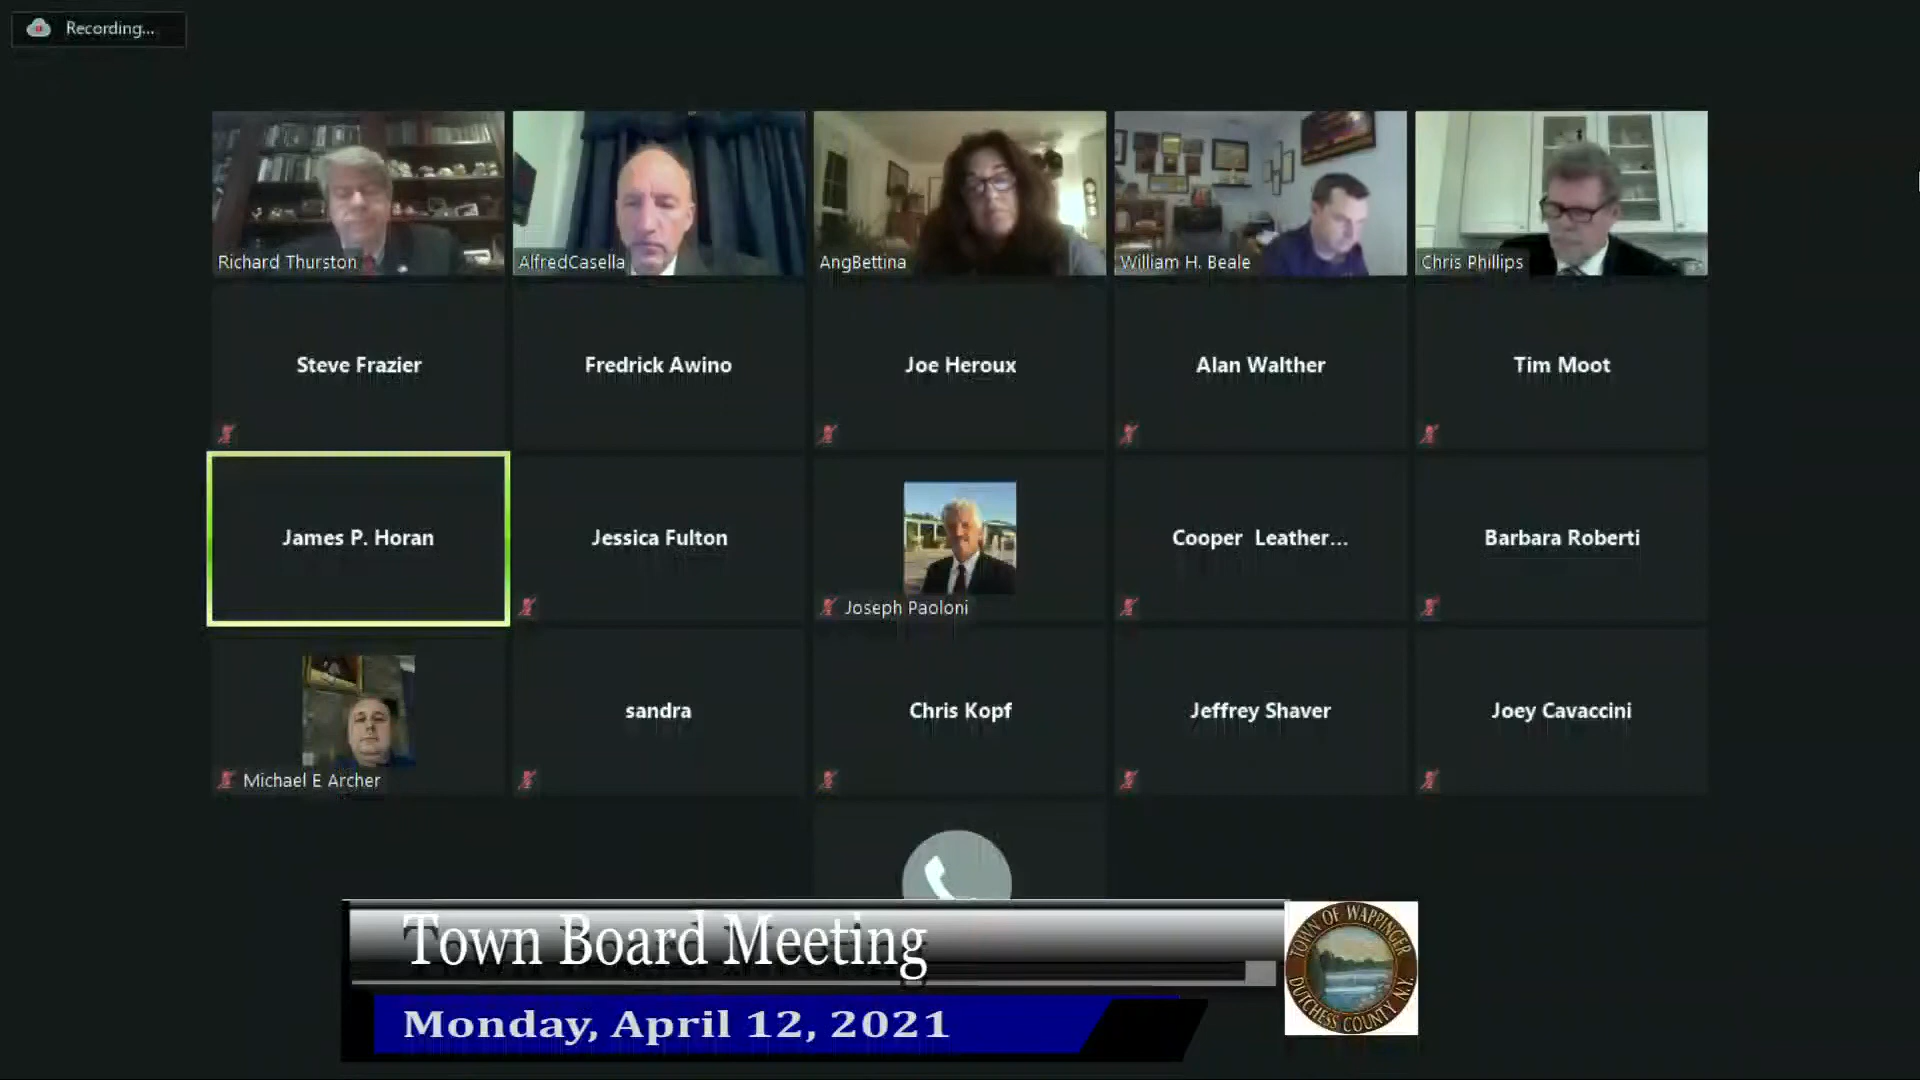 Recording...
Richard Thurston
AlfredCasella
AngBettina
William H. Beale
Chris Phillips
Steve Frazier
Fredrick Awino
Joe Heroux
Alan Walther
Tim Moot
James P. Horan
Jessica Fulton
Joseph Paoloni
Cooper Leather...
Barbara Roberti
Michael E Archer
sandra
Chris Kopf
Jeffrey Shaver
Joey Cavaccini
Town Board Meeting
Monday, April 12, 2021
TOWN OF WAPPINGER
DUTCHESS COUNTY N.Y.